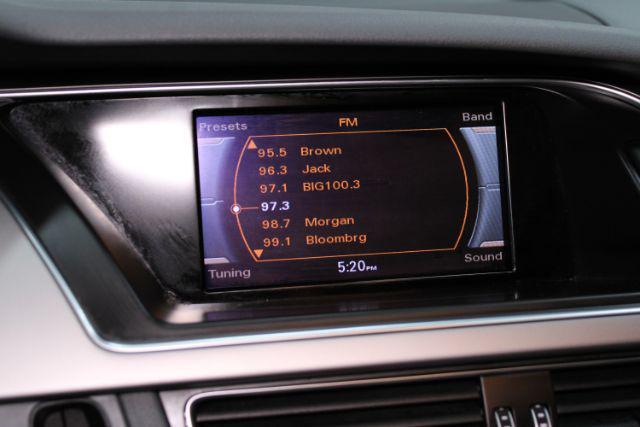 Presets FM Band
95.5 Brown
96.3 Jack
97.1 BIG100.3
97.3
98.7 Morgan
99.1 Bloombrg
Tuning 5:20PM Sound